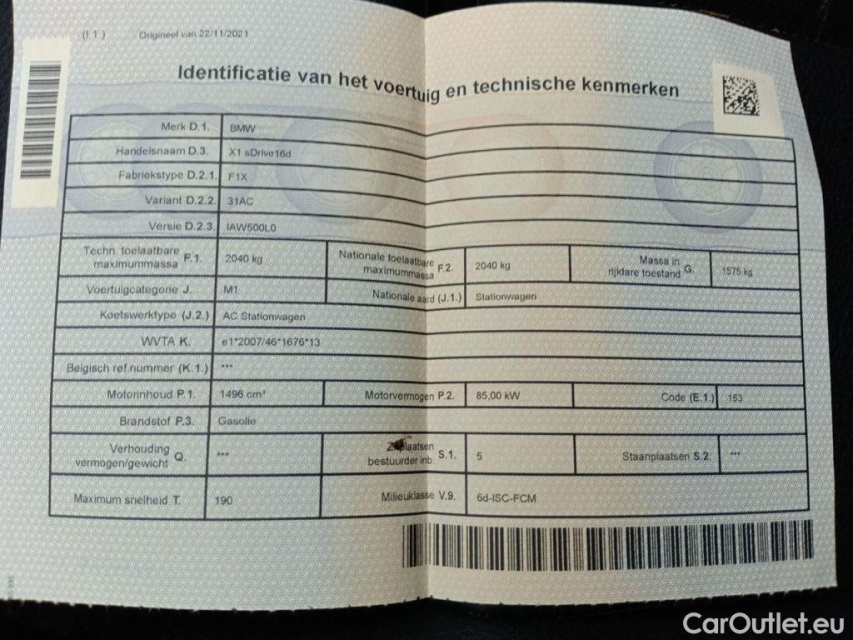 (I.1.) Origineel van 22/11/2021
Identificatie van het voertuig en technische kenmerken
Merk D.1. BMW
Handelsnaam D.3. X1 sDrive16d
Fabriekstype D.2.1. F1X
Variant D.2.2. 31AC
Versie D.2.3. IAW500L0
Techn. toelaatbare maximummassa F.1. 2040 kg Nationale toelaatbare maximummassa F.2. 2040 kg Massa in rijklare toestand G. 1575 kg
Voertuigcategorie J. M1 Nationale aard (J.1.) Stationwagen
Koetswerktype (J.2.) AC Stationwagen
WVTA K. e1*2007/46*1676*13
Belgisch ref.nummer (K.1.) ***
Motorinhoud P.1. 1496 cm³ Motorvermogen P.2. 85,00 kW Code (E.1.) 153
Brandstof P.3. Gasolie
Verhouding vermogen/gewicht Q. *** bestuurder inb. S.1. 5 Staanplaatsen S.2. ***
Maximum snelheid T. 190 Milieuklasse V.9. 6d-ISC-FCM
CarOutlet.eu